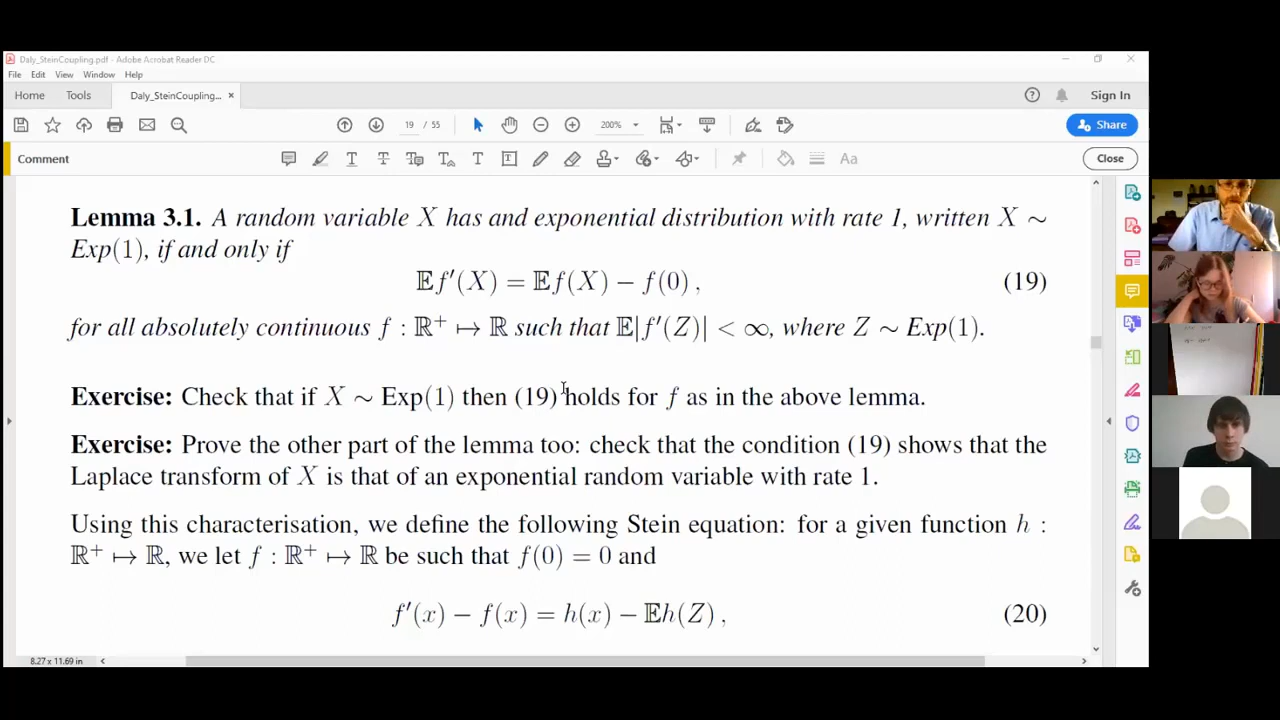 Daly_SteinCoupling.pdf - Adobe Acrobat Reader DC
File Edit View Window Help
Home Tools Daly_SteinCoupling... × Sign In
19 / 55 200% Share
Comment Aa Close
Lemma 3.1. A random variable X has and exponential distribution with rate 1, written X ∼
Exp(1), if and only if
𝔼f′(X) = 𝔼f(X) − f(0) , (19)
for all absolutely continuous f : ℝ⁺ ↦ ℝ such that 𝔼|f′(Z)| < ∞, where Z ∼ Exp(1).
Exercise: Check that if X ∼ Exp(1) then (19) holds for f as in the above lemma.
Exercise: Prove the other part of the lemma too: check that the condition (19) shows that the
Laplace transform of X is that of an exponential random variable with rate 1.
Using this characterisation, we define the following Stein equation: for a given function h :
ℝ⁺ ↦ ℝ, we let f : ℝ⁺ ↦ ℝ be such that f(0) = 0 and
f′(x) − f(x) = h(x) − 𝔼h(Z) , (20)
8.27 x 11.69 in